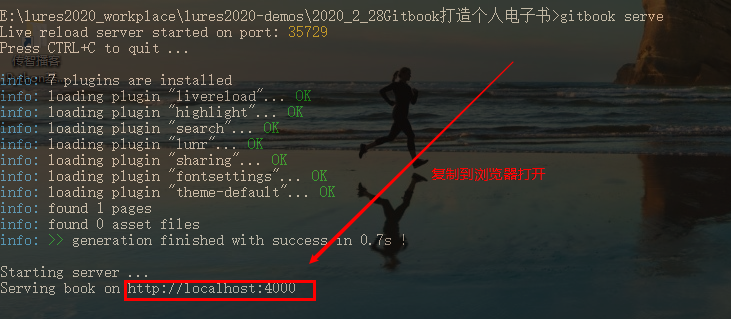 E:\lures2020_workplace\lures2020-demos\2020_2_28Gitbook打造个人电子书>gitbook serve
Live reload server started on port: 35729
Press CTRL+C to quit ...
info: 7 plugins are installed
info: loading plugin "livereload"... OK
info: loading plugin "highlight"... OK
info: loading plugin "search"... OK
info: loading plugin "lunr"... OK
info: loading plugin "sharing"... OK
info: loading plugin "fontsettings"... OK
info: loading plugin "theme-default"... OK
复制到浏览器打开
info: found 1 pages
info: found 0 asset files
info: >> generation finished with success in 0.7s !
Starting server ...
Serving book on http://localhost:4000